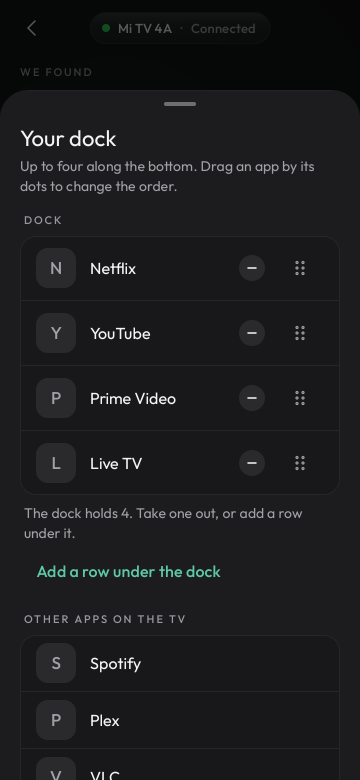 Mi TV 4A · Connected
WE FOUND
Your dock
Up to four along the bottom. Drag an app by its
dots to change the order.
DOCK
N Netflix
Y YouTube
P Prime Video
L Live TV
The dock holds 4. Take one out, or add a row
under it.
Add a row under the dock
OTHER APPS ON THE TV
S Spotify
P Plex
V VLC